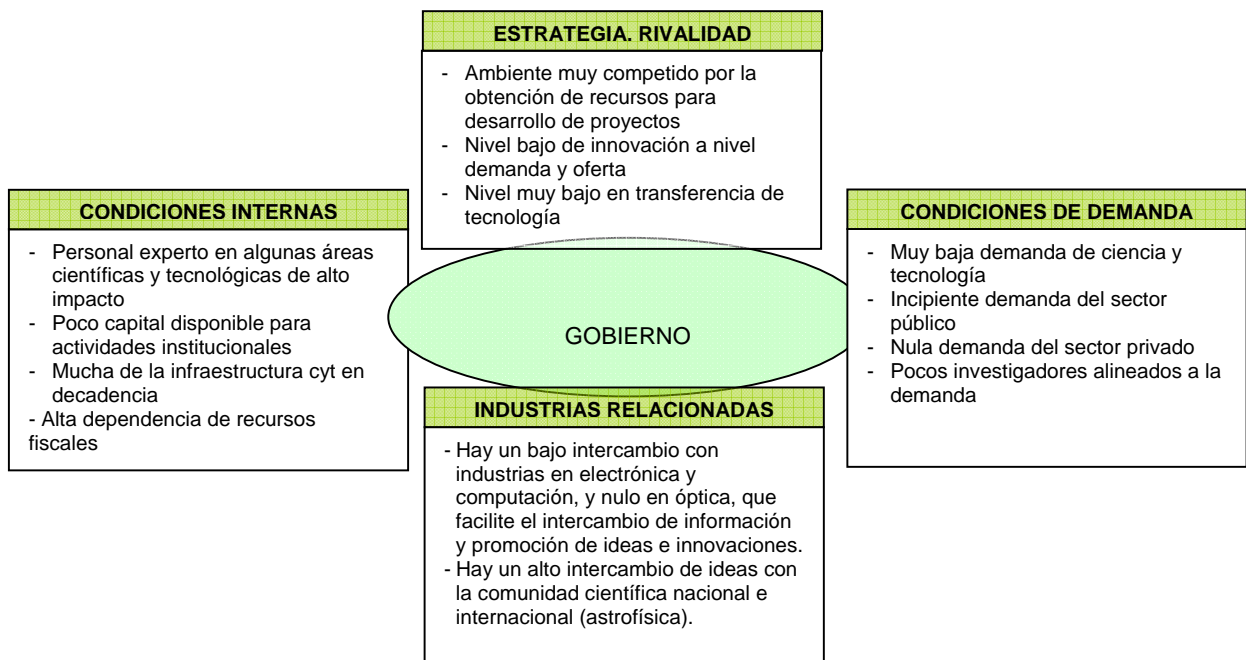 ESTRATEGIA. RIVALIDAD
- Ambiente muy competido por la
obtención de recursos para
desarrollo de proyectos
- Nivel bajo de innovación a nivel
demanda y oferta
- Nivel muy bajo en transferencia de
tecnología
CONDICIONES INTERNAS
- Personal experto en algunas áreas
científicas y tecnológicas de alto
impacto
- Poco capital disponible para
actividades institucionales
- Mucha de la infraestructura cyt en
decadencia
- Alta dependencia de recursos
fiscales
GOBIERNO
CONDICIONES DE DEMANDA
- Muy baja demanda de ciencia y
tecnología
- Incipiente demanda del sector
público
- Nula demanda del sector privado
- Pocos investigadores alineados a la
demanda
INDUSTRIAS RELACIONADAS
- Hay un bajo intercambio con
industrias en electrónica y
computación, y nulo en óptica, que
facilite el intercambio de información
y promoción de ideas e innovaciones.
- Hay un alto intercambio de ideas con
la comunidad científica nacional e
internacional (astrofísica).